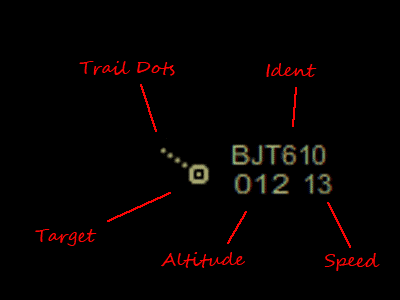 Trail Dots
Ident
BJT610
012 13
Target
Altitude
Speed